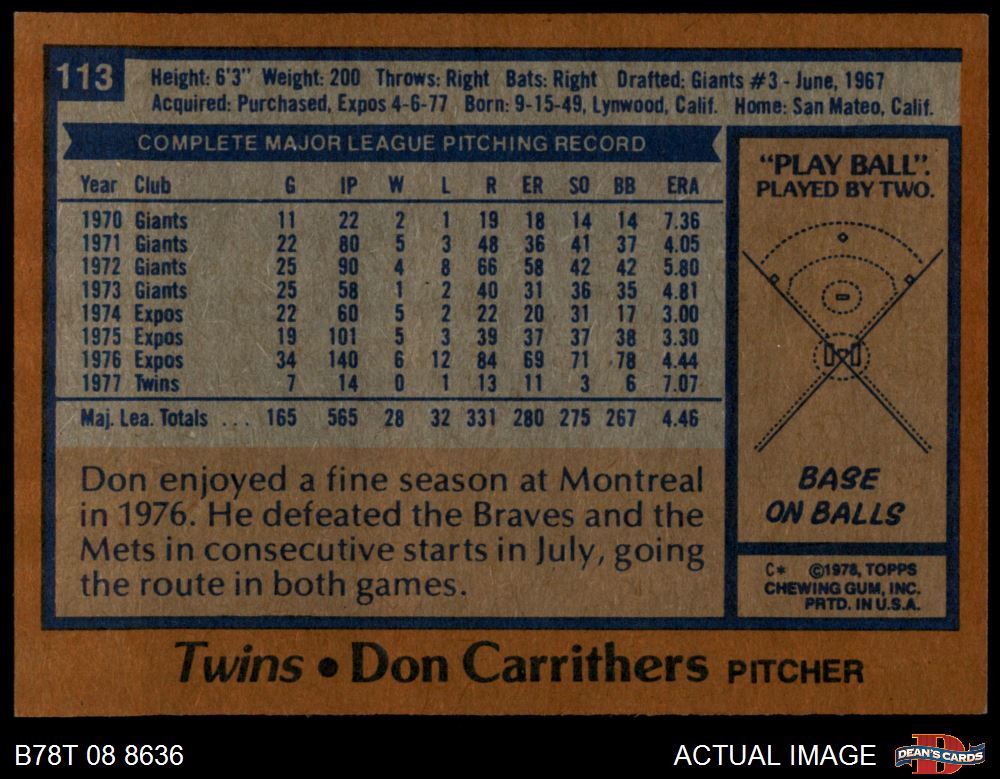 113
Height: 6'3" Weight: 200 Throws: Right Bats: Right Drafted: Giants #3 - June, 1967
Acquired: Purchased, Expos 4-6-77 Born: 9-15-49, Lynwood, Calif. Home: San Mateo, Calif.
COMPLETE MAJOR LEAGUE PITCHING RECORD
Year Club G IP W L R ER SO BB ERA
1970 Giants 11 22 2 1 19 18 14 14 7.36
1971 Giants 22 80 5 3 48 36 41 37 4.05
1972 Giants 25 90 4 8 66 58 42 42 5.80
1973 Giants 25 58 1 2 40 31 36 35 4.81
1974 Expos 22 60 5 2 22 20 31 17 3.00
1975 Expos 19 101 5 3 39 37 37 38 3.30
1976 Expos 34 140 6 12 84 69 71 78 4.44
1977 Twins 7 14 0 1 13 11 3 6 7.07
Maj. Lea. Totals ... 165 565 28 32 331 280 275 267 4.46
Don enjoyed a fine season at Montreal
in 1976. He defeated the Braves and the
Mets in consecutive starts in July, going
the route in both games.
"PLAY BALL".
PLAYED BY TWO.
BASE
ON BALLS
C* ©1978, TOPPS
CHEWING GUM, INC.
PRTD. IN U.S.A.
Twins • Don Carrithers PITCHER
B78T 08 8636
ACTUAL IMAGE
D
DEAN'S CARDS